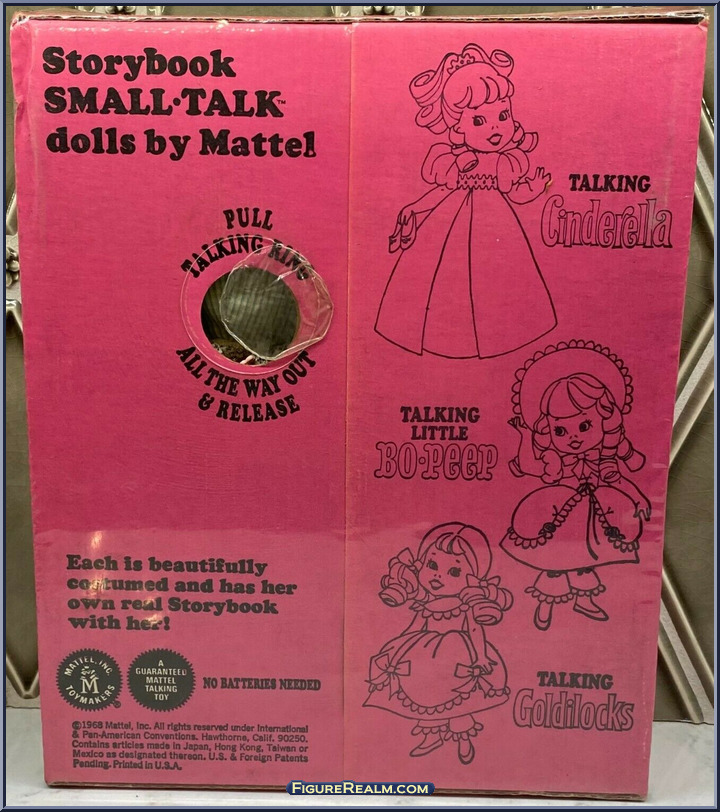 Storybook
SMALL·TALK™
dolls by Mattel
PULL
TALKING RING
ALL THE WAY OUT
& RELEASE
TALKING
Cinderella
TALKING
LITTLE
BO-PEEP
Each is beautifully
costumed and has her
own real Storybook
with her!
MATTEL, INC.
M
TOYMAKERS
®
A
GUARANTEED
MATTEL
TALKING
TOY
NO BATTERIES NEEDED
TALKING
Goldilocks
©1968 Mattel, Inc. All rights reserved under International
& Pan-American Conventions. Hawthorne, Calif. 90250.
Contains articles made in Japan, Hong Kong, Taiwan or
Mexico as designated thereon. U.S. & Foreign Patents
Pending. Printed in U.S.A.
FIGUREREALM.COM